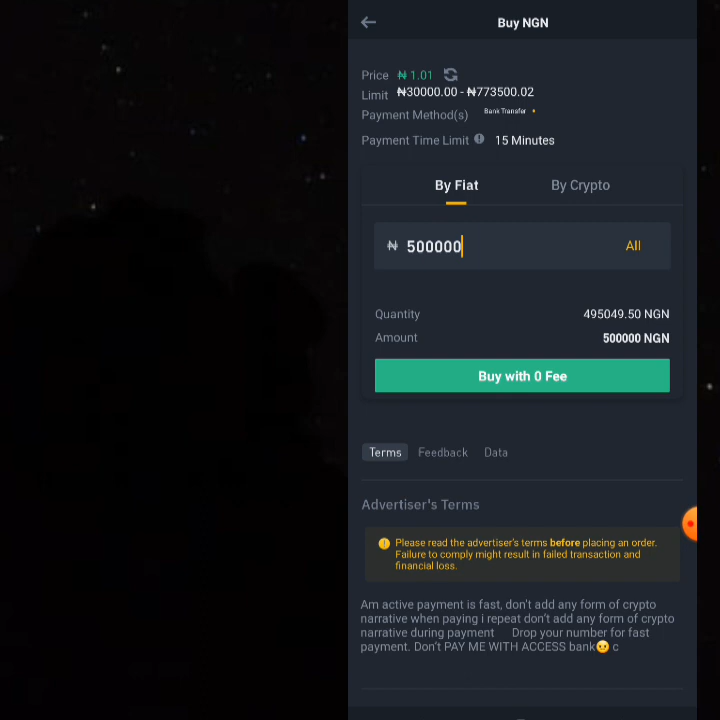 Buy NGN
Price ₦ 1.01
Limit ₦30000.00 - ₦773500.02
Payment Method(s) Bank Transfer
Payment Time Limit 15 Minutes
By Fiat By Crypto
₦ 500000 All
Quantity 495049.50 NGN
Amount 500000 NGN
Buy with 0 Fee
Terms Feedback Data
Advertiser's Terms
Please read the advertiser's terms before placing an order.
Failure to comply might result in failed transaction and
financial loss.
Am active payment is fast, don't add any form of crypto
narrative when paying i repeat don't add any form of crypto
narrative during payment Drop your number for fast
payment. Don't PAY ME WITH ACCESS bank😕 c